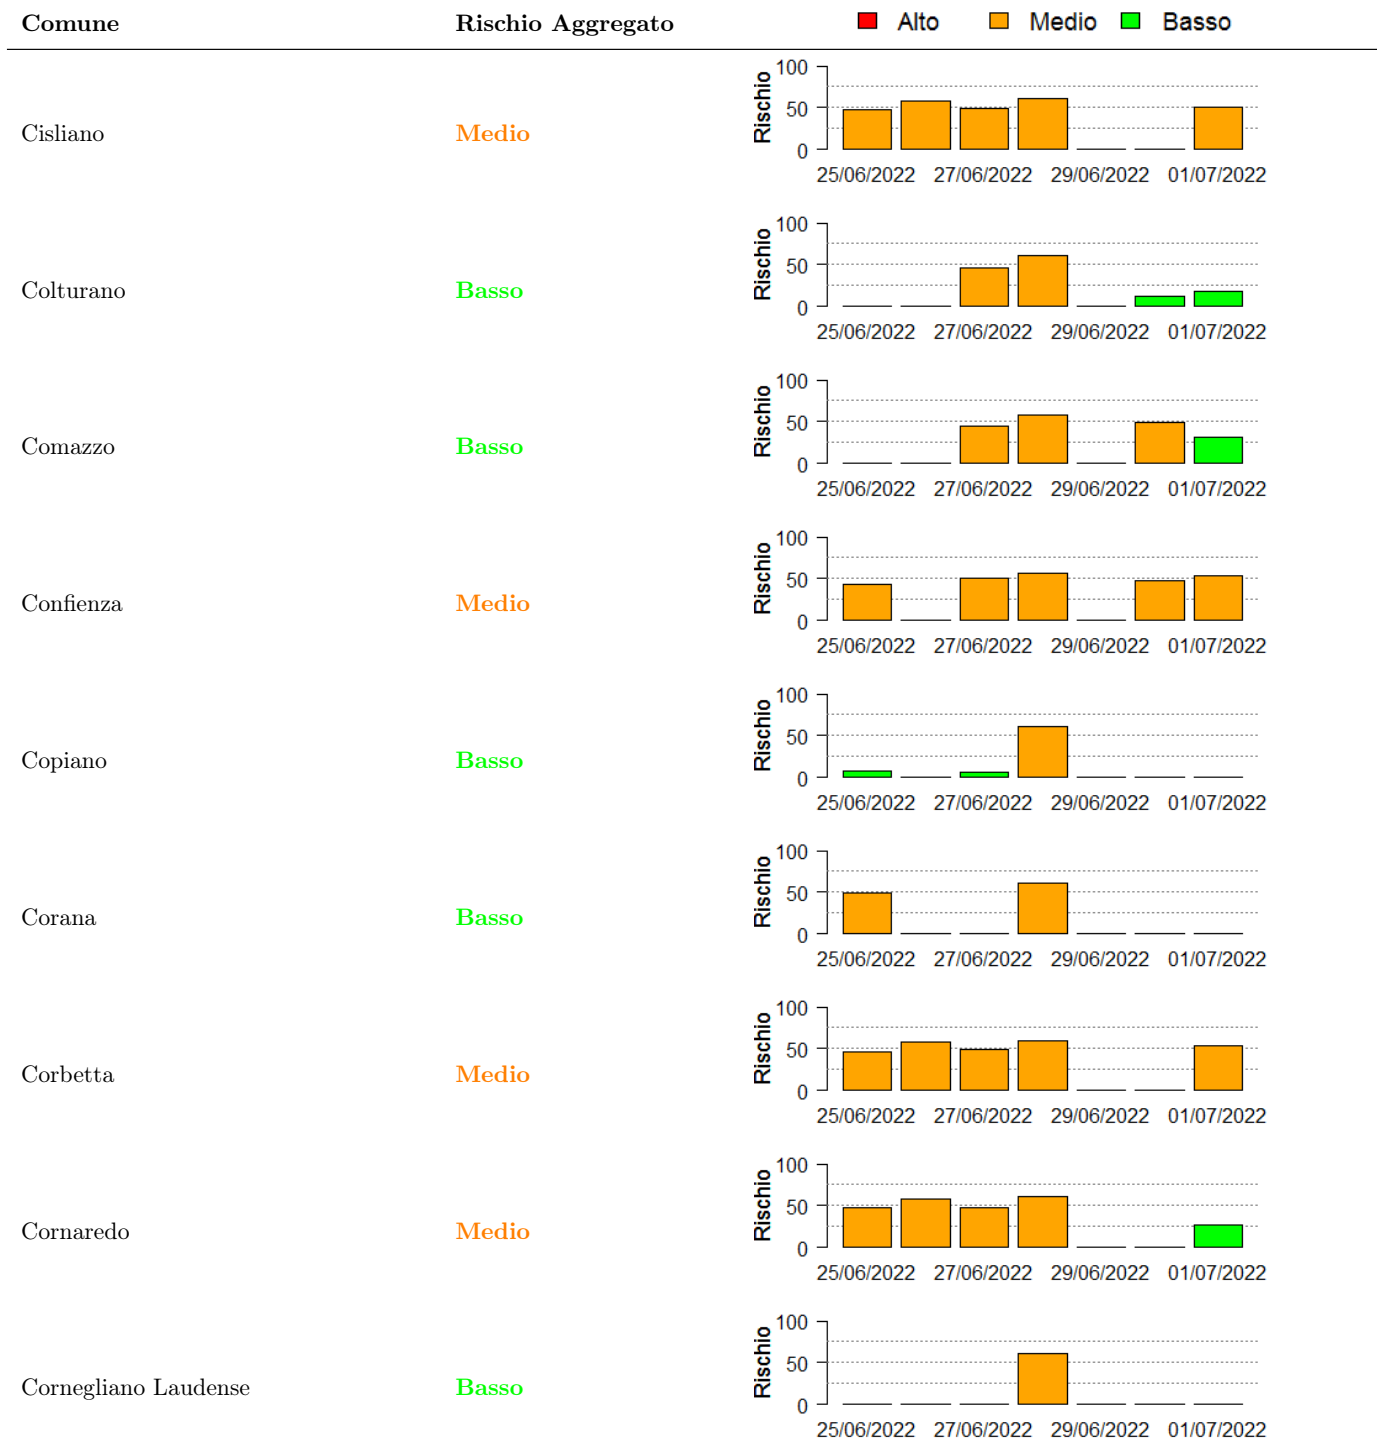 Comune Rischio Aggregato Alto Medio Basso
100
50
0
Rischio
Cisliano Medio
25/06/2022 27/06/2022 29/06/2022 01/07/2022
100
50
0
Rischio
Colturano Basso
25/06/2022 27/06/2022 29/06/2022 01/07/2022
100
50
0
Rischio
Comazzo Basso
25/06/2022 27/06/2022 29/06/2022 01/07/2022
100
50
0
Rischio
Confienza Medio
25/06/2022 27/06/2022 29/06/2022 01/07/2022
100
50
0
Rischio
Copiano Basso
25/06/2022 27/06/2022 29/06/2022 01/07/2022
100
50
0
Rischio
Corana Basso
25/06/2022 27/06/2022 29/06/2022 01/07/2022
100
50
0
Rischio
Corbetta Medio
25/06/2022 27/06/2022 29/06/2022 01/07/2022
100
50
0
Rischio
Cornaredo Medio
25/06/2022 27/06/2022 29/06/2022 01/07/2022
100
50
0
Rischio
Cornegliano Laudense Basso
25/06/2022 27/06/2022 29/06/2022 01/07/2022